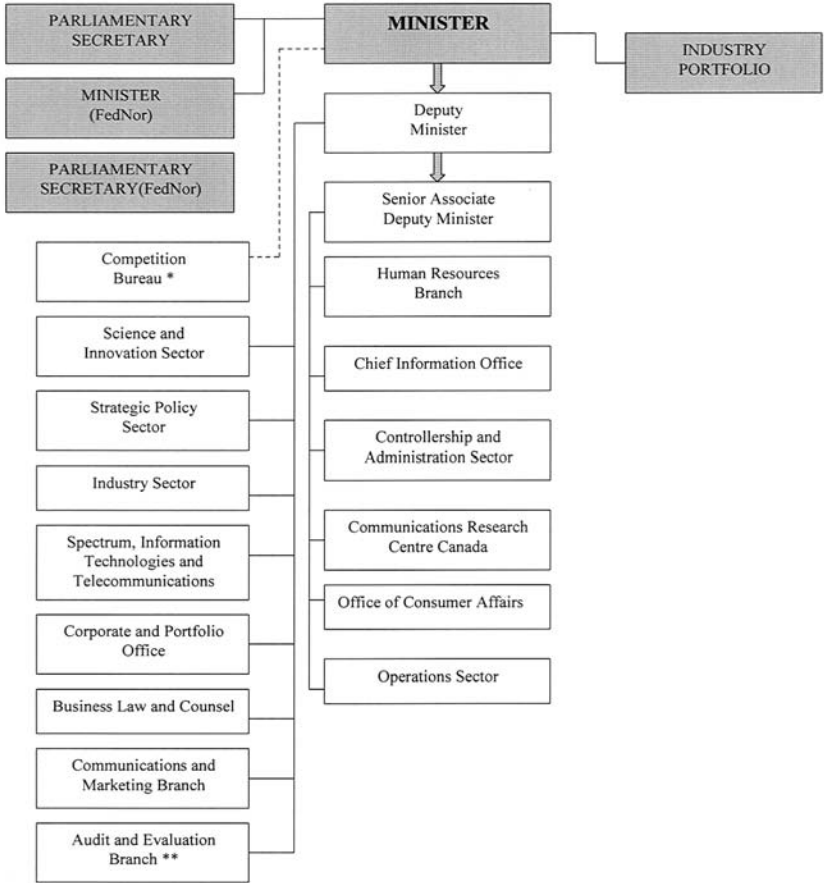 PARLIAMENTARY
SECRETARY
MINISTER
INDUSTRY
PORTFOLIO
MINISTER
(FedNor)
Deputy
Minister
PARLIAMENTARY
SECRETARY(FedNor)
Senior Associate
Deputy Minister
Competition
Bureau *
Human Resources
Branch
Science and
Innovation Sector
Chief Information Office
Strategic Policy
Sector
Controllership and
Administration Sector
Industry Sector
Spectrum, Information
Technologies and
Telecommunications
Communications Research
Centre Canada
Corporate and Portfolio
Office
Office of Consumer Affairs
Business Law and Counsel
Operations Sector
Communications and
Marketing Branch
Audit and Evaluation
Branch **